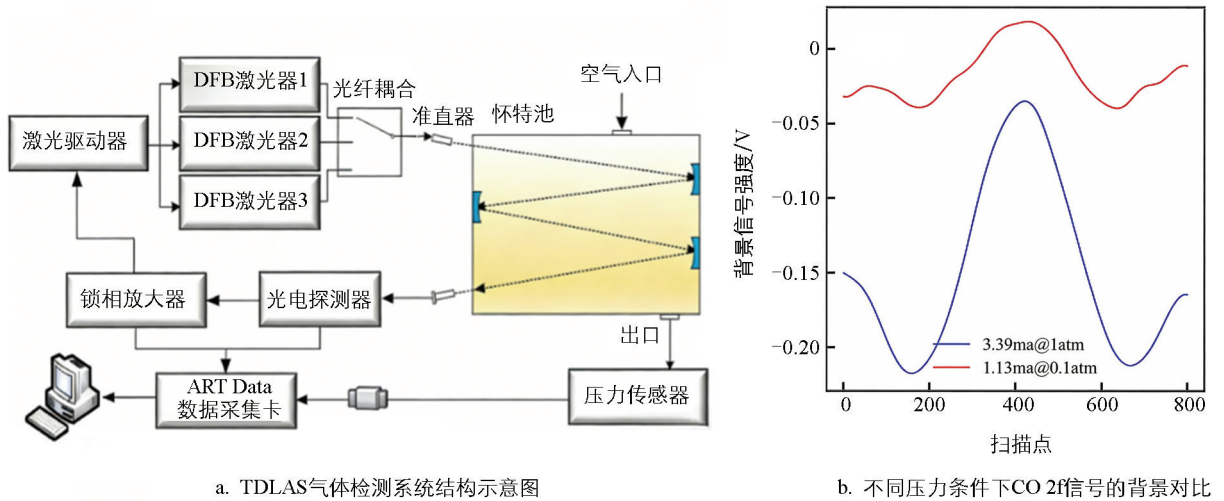 DFB激光器1
DFB激光器2
DFB激光器3
激光驱动器
光纤耦合
准直器
怀特池
空气入口
锁相放大器
光电探测器
出口
ART Data
数据采集卡
压力传感器
a. TDLAS气体检测系统结构示意图
背景信号强度/V
0
−0.05
−0.10
−0.15
−0.20
3.39ma@1atm
1.13ma@0.1atm
0
200
400
600
800
扫描点
b. 不同压力条件下CO 2f信号的背景对比